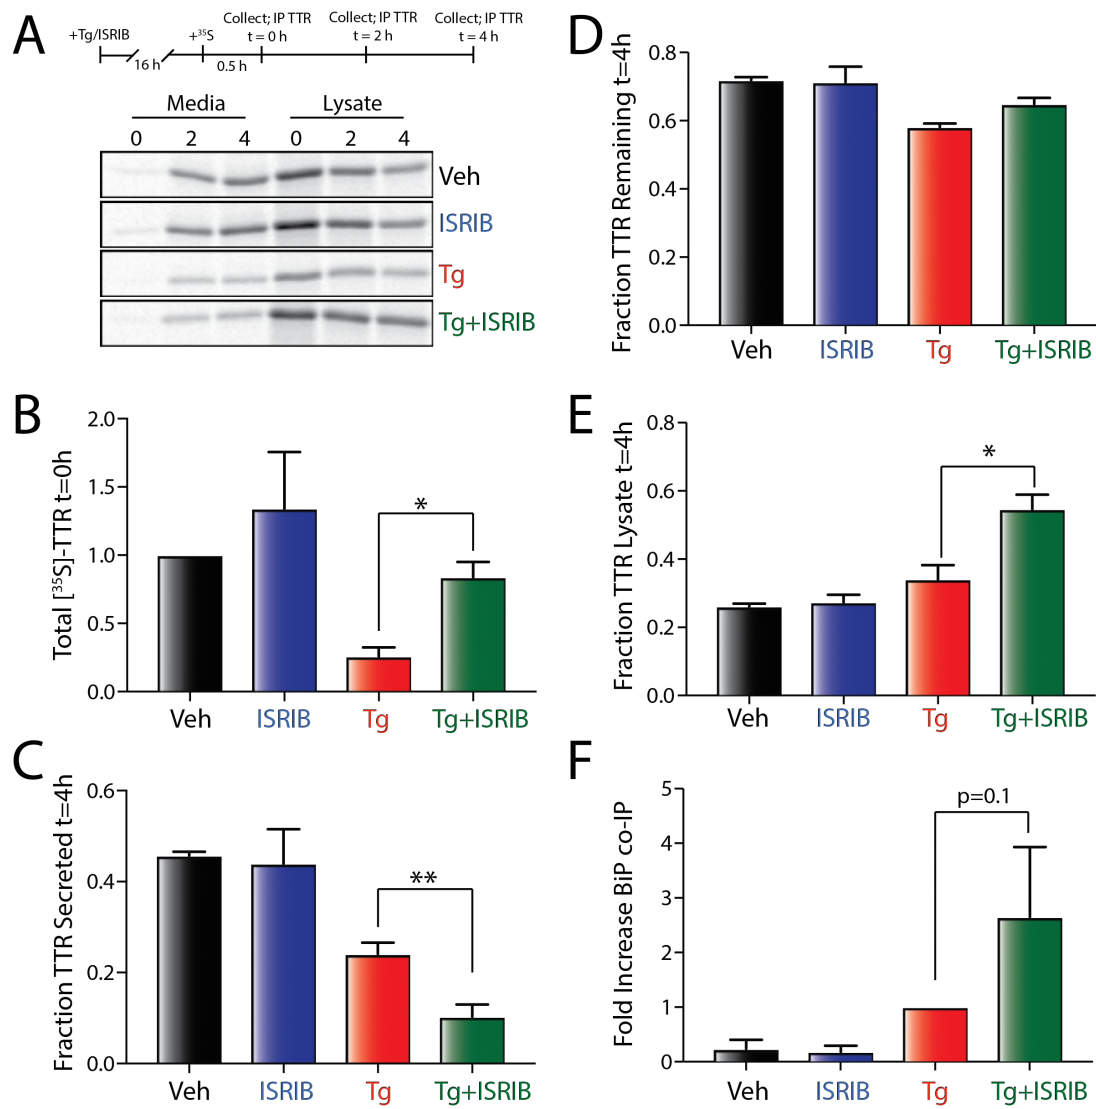 A
+Tg/ISRIB
16 h
+³⁵S
0.5 h
Collect; IP TTR
t = 0 h
Collect; IP TTR
t = 2 h
Collect; IP TTR
t = 4 h
Media Lysate
0 2 4 0 2 4
Veh
ISRIB
Tg
Tg+ISRIB
B
Total [³⁵S]-TTR t=0h
2.0
1.5
1.0
0.5
0.0
*
Veh ISRIB Tg Tg+ISRIB
C
Fraction TTR Secreted t=4h
0.6
0.4
0.2
0.0
**
Veh ISRIB Tg Tg+ISRIB
D
Fraction TTR Remaining t=4h
0.8
0.6
0.4
0.2
0.0
Veh ISRIB Tg Tg+ISRIB
E
Fraction TTR Lysate t=4h
0.8
0.6
0.4
0.2
0.0
*
Veh ISRIB Tg Tg+ISRIB
F
Fold Increase BiP co-IP
5
4
3
2
1
0
p=0.1
Veh ISRIB Tg Tg+ISRIB